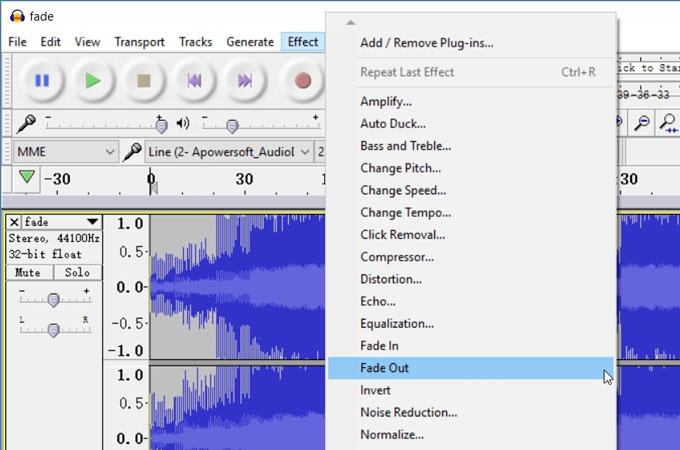 fade
File Edit View Transport Tracks Generate Effect
Add / Remove Plug-ins...
Repeat Last Effect Ctrl+R
Amplify...
Auto Duck...
Bass and Treble...
Change Pitch...
Change Speed...
Change Tempo...
Click Removal...
Compressor...
Distortion...
Echo...
Equalization...
Fade In
Fade Out
Invert
Noise Reduction...
Normalize...
ick to Star
39 -36 -33
- + -
MME Line (2- Apowersoft_Audiol 2
-30 0 30 30
× fade
Stereo, 44100Hz
32-bit float
Mute Solo
- +
L R
1.0
0.5-
0.0-
-0.5-
-1.0
1.0
0.5-
0.0-